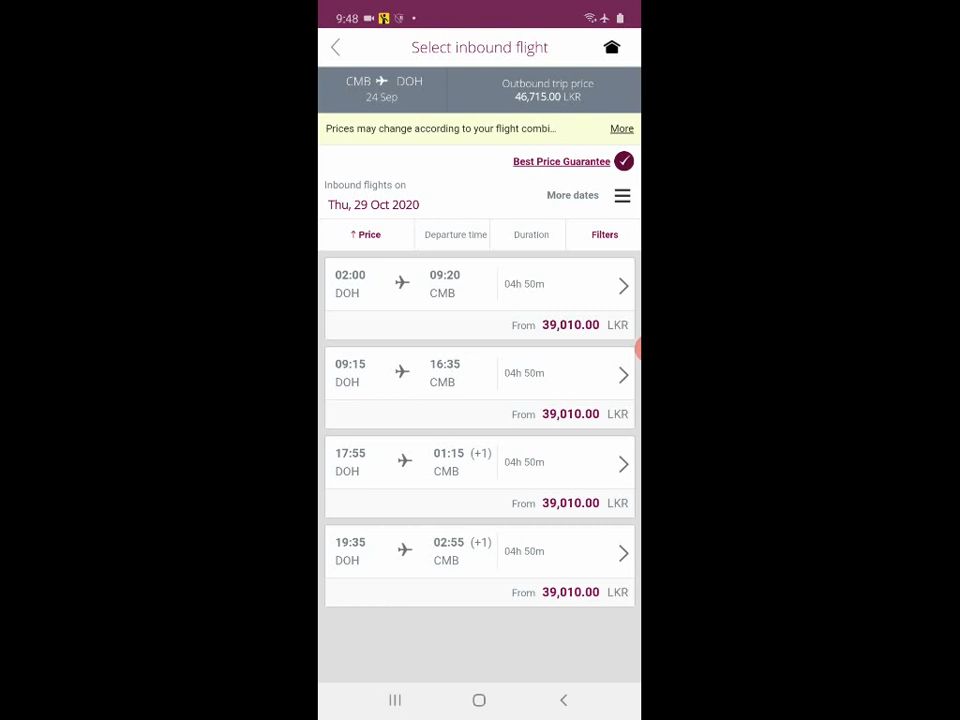 9:48
Select inbound flight
CMB DOH
24 Sep
Outbound trip price
46,715.00 LKR
Prices may change according to your flight combi... More
Best Price Guarantee
Inbound flights on
Thu, 29 Oct 2020
More dates
↑ Price Departure time Duration Filters
02:00 09:20
DOH CMB
04h 50m
From 39,010.00 LKR
09:15 16:35
DOH CMB
04h 50m
From 39,010.00 LKR
17:55 01:15 (+1)
DOH CMB
04h 50m
From 39,010.00 LKR
19:35 02:55 (+1)
DOH CMB
04h 50m
From 39,010.00 LKR